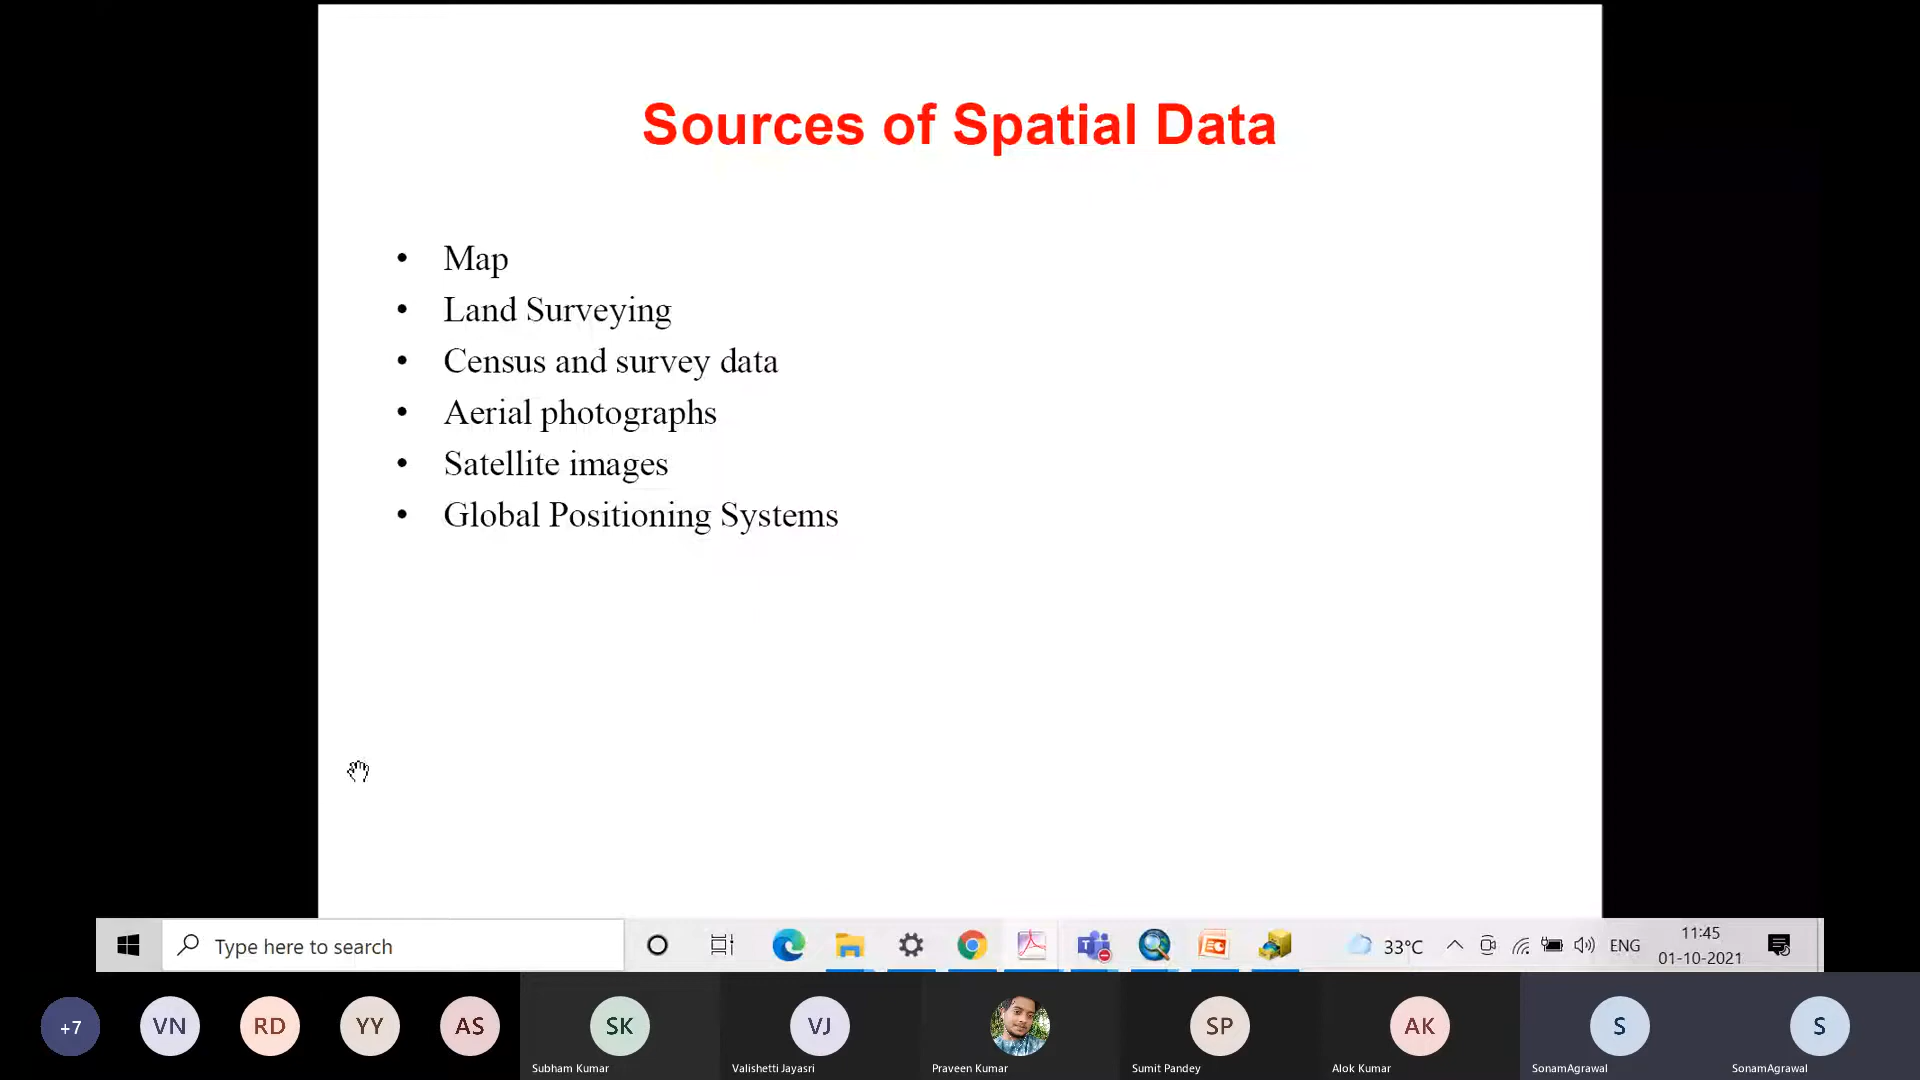 Sources of Spatial Data
• Map
• Land Surveying
• Census and survey data
• Aerial photographs
• Satellite images
• Global Positioning Systems
Type here to search
33°C
ENG
11:45
01-10-2021
+7
VN
RD
YY
AS
SK
Subham Kumar
VJ
Valishetti Jayasri
Praveen Kumar
SP
Sumit Pandey
AK
Alok Kumar
S
SonamAgrawal
S
SonamAgrawal